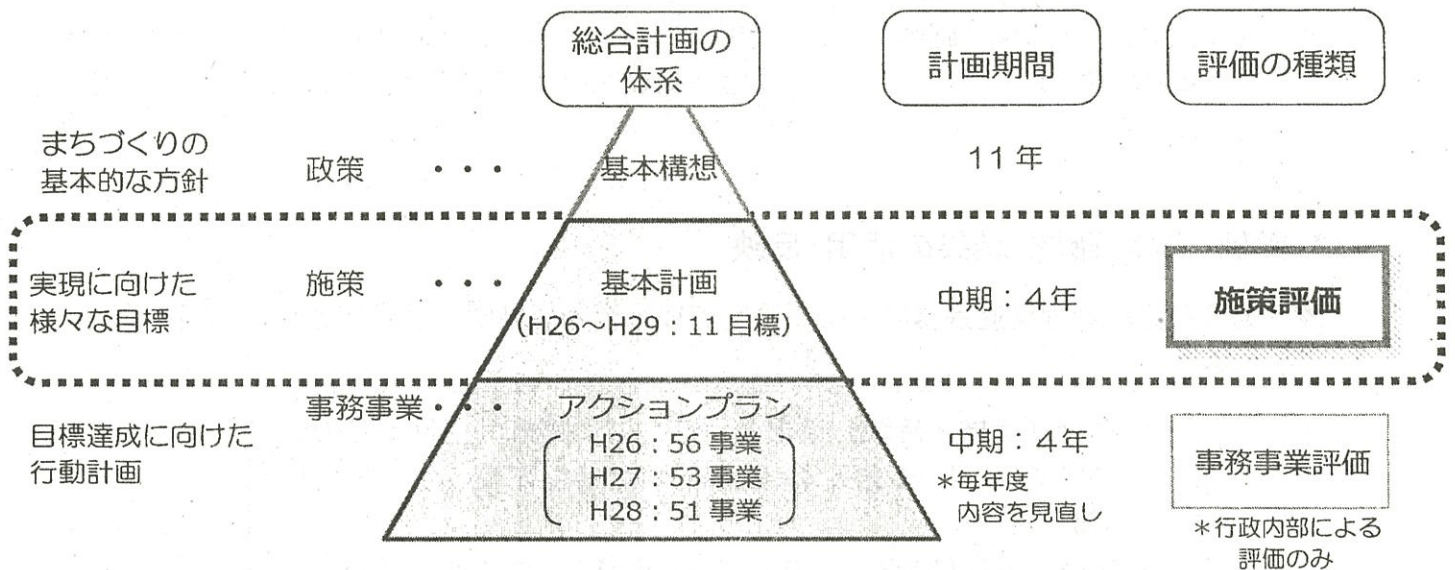 総合計画の
体系
計画期間
評価の種類
まちづくりの
基本的な方針
政策 ・・・
基本構想
11年
実現に向けた
様々な目標
施策 ・・・
基本計画
(H26～H29：11目標)
中期：4年
施策評価
目標達成に向けた
行動計画
事務事業・・・
アクションプラン
H26：56事業
H27：53事業
H28：51事業
中期：4年
＊毎年度
内容を見直し
事務事業評価
＊行政内部による
評価のみ